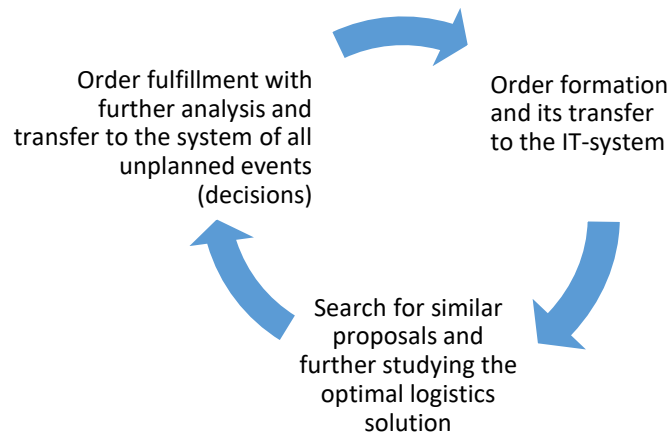 Order fulfillment with
further analysis and
transfer to the system of all
unplanned events
(decisions)
Order formation
and its transfer
to the IT-system
Search for similar
proposals and
further studying the
optimal logistics
solution